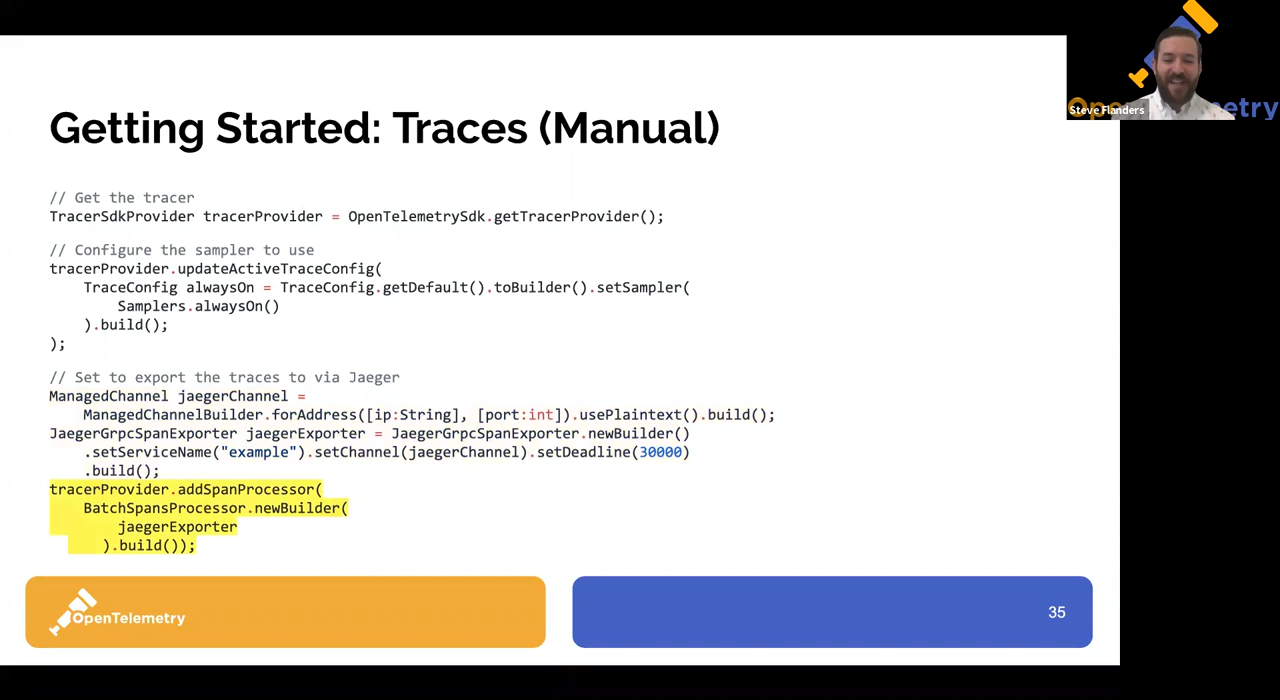 Steve Flanders
Getting Started: Traces (Manual)
// Get the tracer
TracerSdkProvider tracerProvider = OpenTelemetrySdk.getTracerProvider();
// Configure the sampler to use
tracerProvider.updateActiveTraceConfig(
TraceConfig alwaysOn = TraceConfig.getDefault().toBuilder().setSampler(
Samplers.alwaysOn()
).build();
);
// Set to export the traces to via Jaeger
ManagedChannel jaegerChannel =
ManagedChannelBuilder.forAddress([ip:String], [port:int]).usePlaintext().build();
JaegerGrpcSpanExporter jaegerExporter = JaegerGrpcSpanExporter.newBuilder()
.setServiceName("example").setChannel(jaegerChannel).setDeadline(30000)
.build();
tracerProvider.addSpanProcessor(
BatchSpansProcessor.newBuilder(
jaegerExporter
).build());
OpenTelemetry
35